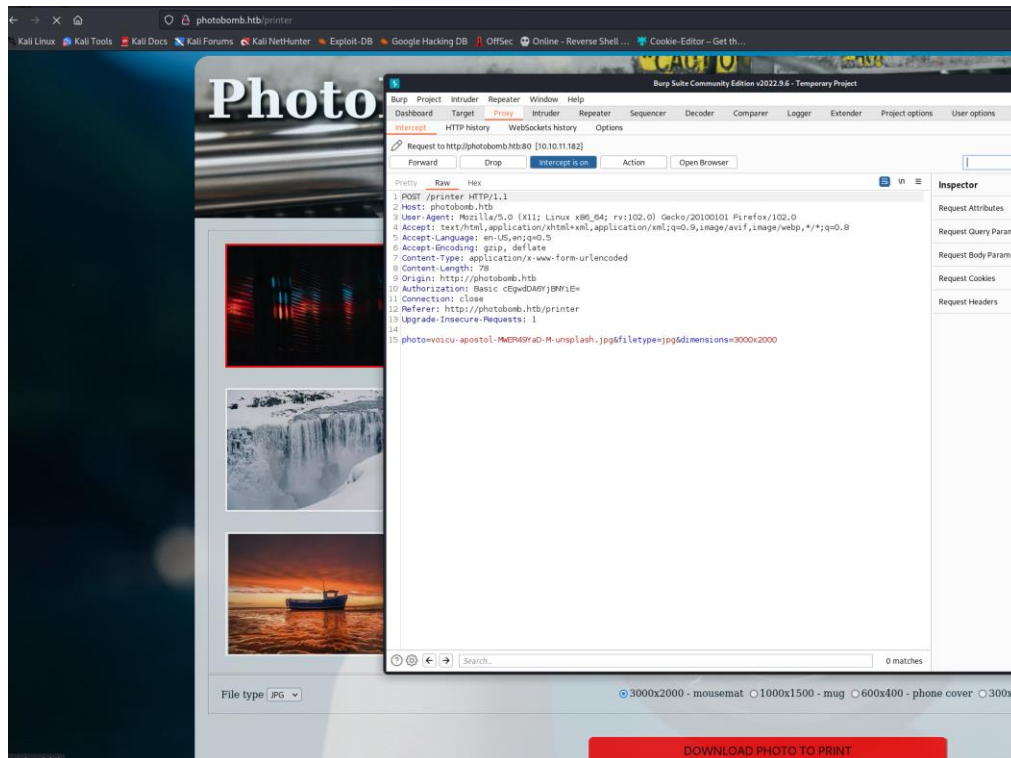 photobomb.htb/printer
Kali Linux Kali Tools Kali Docs Kali Forums Kali NetHunter Exploit-DB Google Hacking DB OffSec Online - Reverse Shell ... Cookie-Editor – Get th...
Photo
Burp Suite Community Edition v2022.9.6 - Temporary Project
Burp Project Intruder Repeater Window Help
Dashboard Target Proxy Intruder Repeater Sequencer Decoder Comparer Logger Extender Project options User options
Intercept HTTP history WebSockets history Options
Request to http://photobomb.htb:80 [10.10.11.182]
Forward Drop Intercept is on Action Open Browser
Pretty Raw Hex
\n
Inspector
1 POST /printer HTTP/1.1
2 Host: photobomb.htb
3 User-Agent: Mozilla/5.0 (X11; Linux x86_64; rv:102.0) Gecko/20100101 Firefox/102.0
4 Accept: text/html,application/xhtml+xml,application/xml;q=0.9,image/avif,image/webp,*/*;q=0.8
5 Accept-Language: en-US,en;q=0.5
6 Accept-Encoding: gzip, deflate
7 Content-Type: application/x-www-form-urlencoded
8 Content-Length: 78
9 Origin: http://photobomb.htb
10 Authorization: Basic cEgwdDA6YjBNYiE=
11 Connection: close
12 Referer: http://photobomb.htb/printer
13 Upgrade-Insecure-Requests: 1
14
15 photo=voicu-apostol-MWER49YaD-M-unsplash.jpg&filetype=jpg&dimensions=3000x2000
Request Attributes
Request Query Param
Request Body Param
Request Cookies
Request Headers
Search...
0 matches
File type JPG
3000x2000 - mousemat 1000x1500 - mug 600x400 - phone cover 300x
DOWNLOAD PHOTO TO PRINT